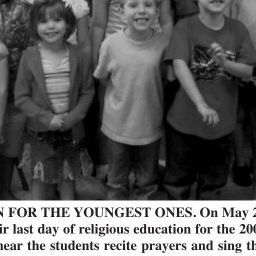 N FOR THE YOUNGEST ONES. On May 2
ir last day of religious education for the 200
hear the students recite prayers and sing th